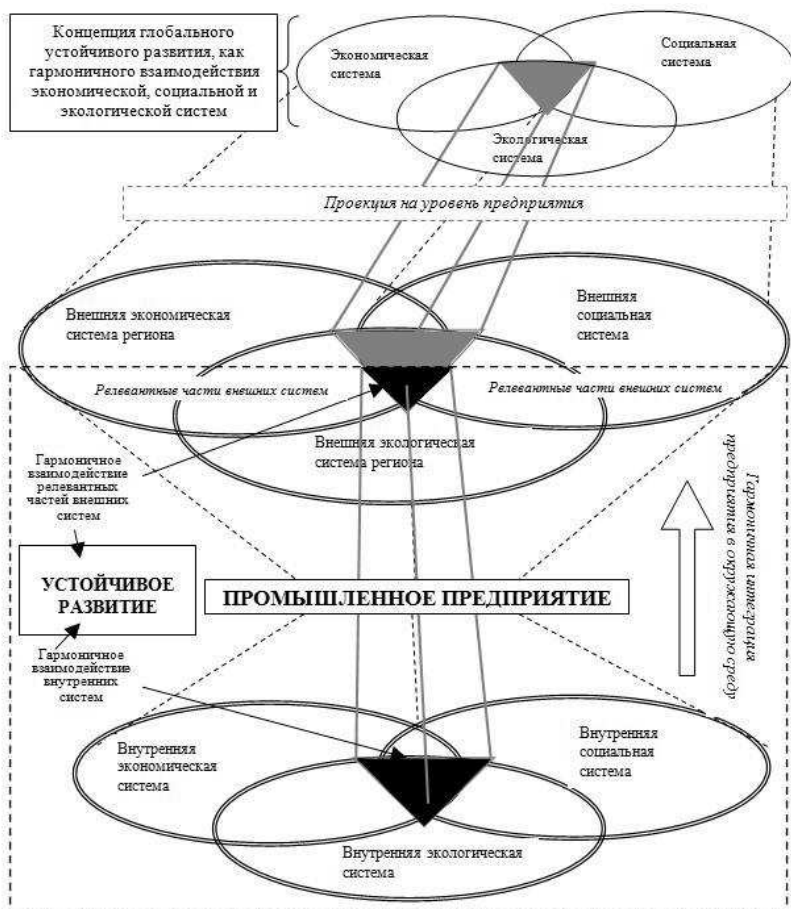 Концепция глобального
устойчивого развития, как
гармоничного взаимодействия
экономической, социальной и
экологической систем
Экономическая
система
Социальная
система
Экологическая
система
Проекция на уровень предприятия
Внешняя экономическая
система региона
Внешняя
социальная
система
Релевантные части внешних систем
Релевантные части внешних систем
Внешняя экологическая
система региона
Гармоничное
взаимодействие
релевантных
частей внешних
систем
Гармоничная интеграция
предприятия в окружающую среду
УСТОЙЧИВОЕ
РАЗВИТИЕ
ПРОМЫШЛЕННОЕ ПРЕДПРИЯТИЕ
Гармоничное
взаимодействие
внутренних
систем
Внутренняя
экономическая
система
Внутренняя
социальная
система
Внутренняя экологическая
система